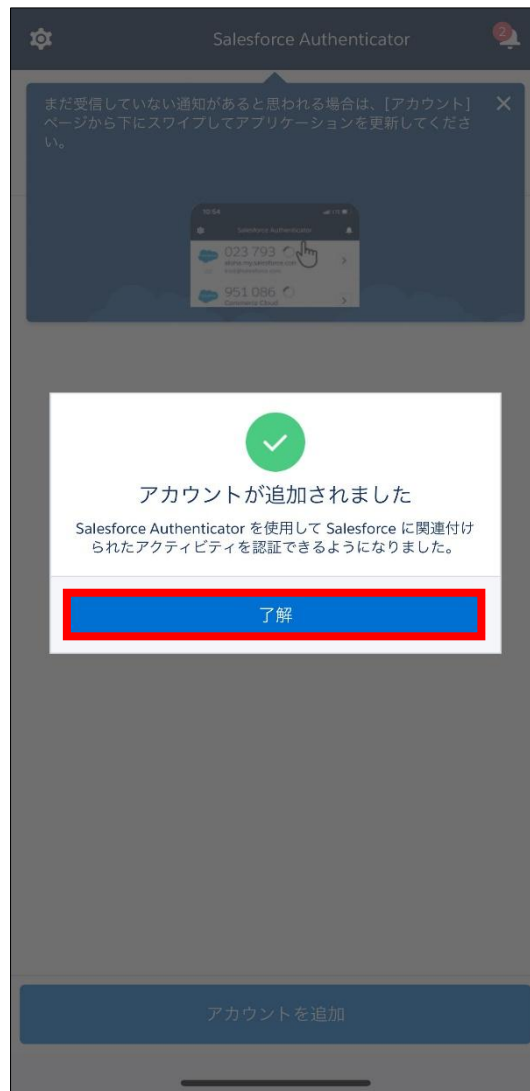 Salesforce Authenticator
2
まだ受信していない通知があると思われる場合は、[アカウント]
ページから下にスワイプしてアプリケーションを更新してくださ
い。
10:54
Salesforce Authenticator
023 793
951 086
Commerce Cloud
アカウントが追加されました
Salesforce Authenticator を使用して Salesforce に関連付け
られたアクティビティを認証できるようになりました。
了解
アカウントを追加